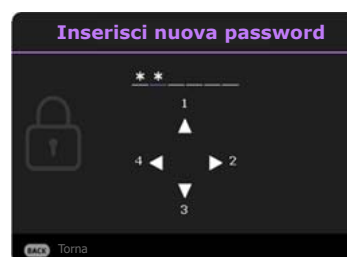 Inserisci nuova password
* * _ _ _ _
1
4 2
3
BACK Torna